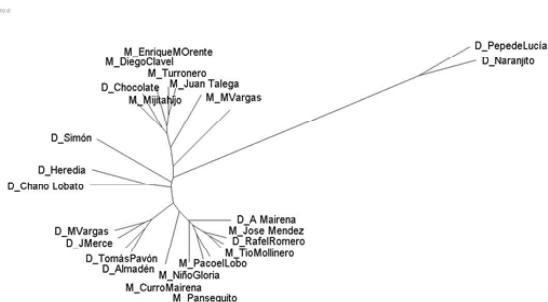 D_PepedeLucía
D_Naranjito
M_EnriqueMOrente
M_DiegoClavel
M_Turronero
D_Chocolate
M_Juan Talega
M_Mijitahijo
M_MVargas
D_Simón
D_Heredia
D_Chano Lobato
D_A Mairena
D_MVargas
M_Jose Mendez
D_JMerce
D_RafelRomero
M_TioMollinero
D_TomásPavón
M_PacoelLobo
D_Almadén
M_NiñoGloria
M_CurroMairena
M_Pansequito